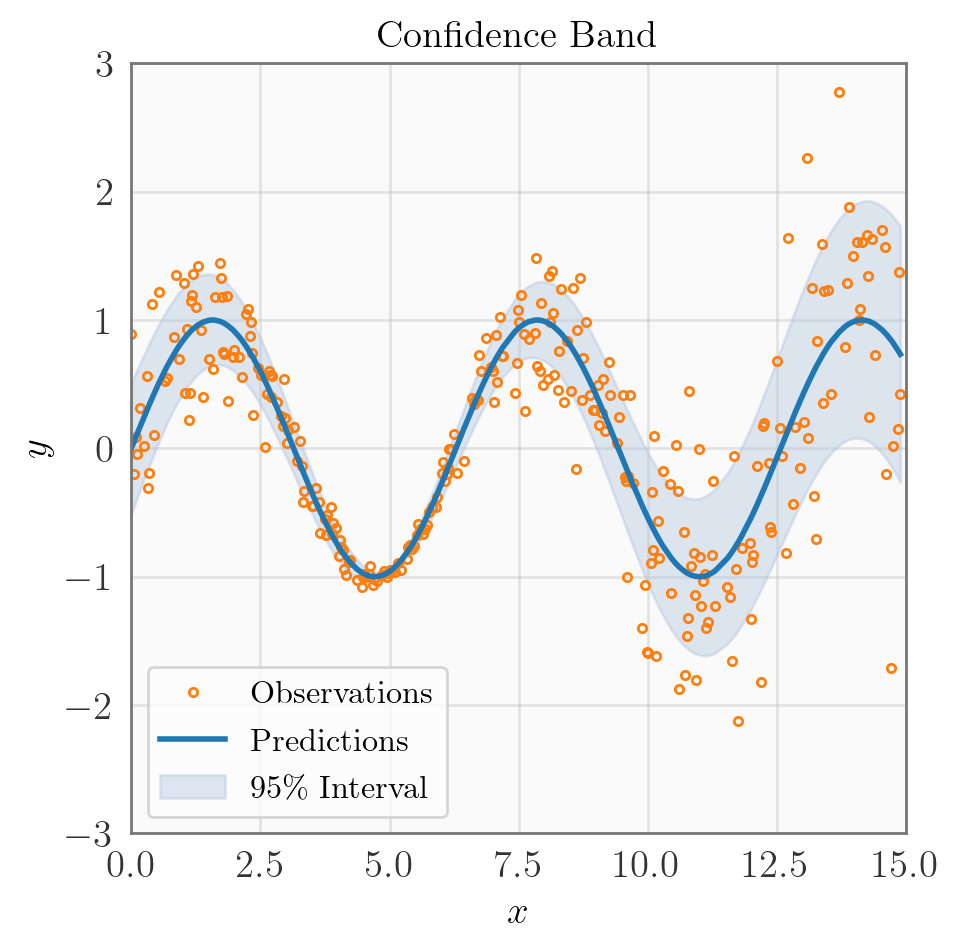 Confidence Band
3
2
1
0
−1
−2
−3
y
Observations
Predictions
95% Interval
0.0 2.5 5.0 7.5 10.0 12.5 15.0
x